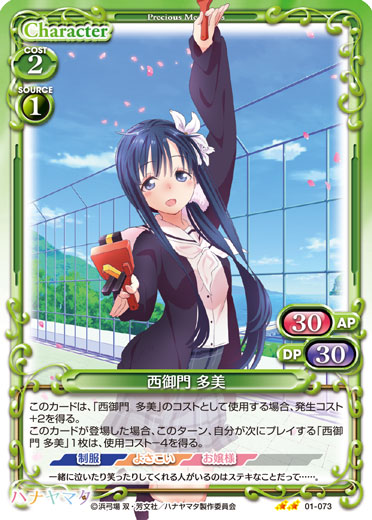 Precious Memories
Character
COST
2
SOURCE
1
30 AP
DP 30
西御門 多美
このカードは、「西御門 多美」のコストとして使用する場合、発生コスト
+2を得る。
このカードが登場した場合、このターン、自分が次にプレイする「西御
門 多美」1枚は、使用コスト-4を得る。
制服 よさこい お嬢様
一緒に泣いたり笑ったりしてくれる人がいるのはステキなことだって……。
ハナヤマタ
©浜弓場 双・芳文社/ハナヤマタ製作委員会
01-073